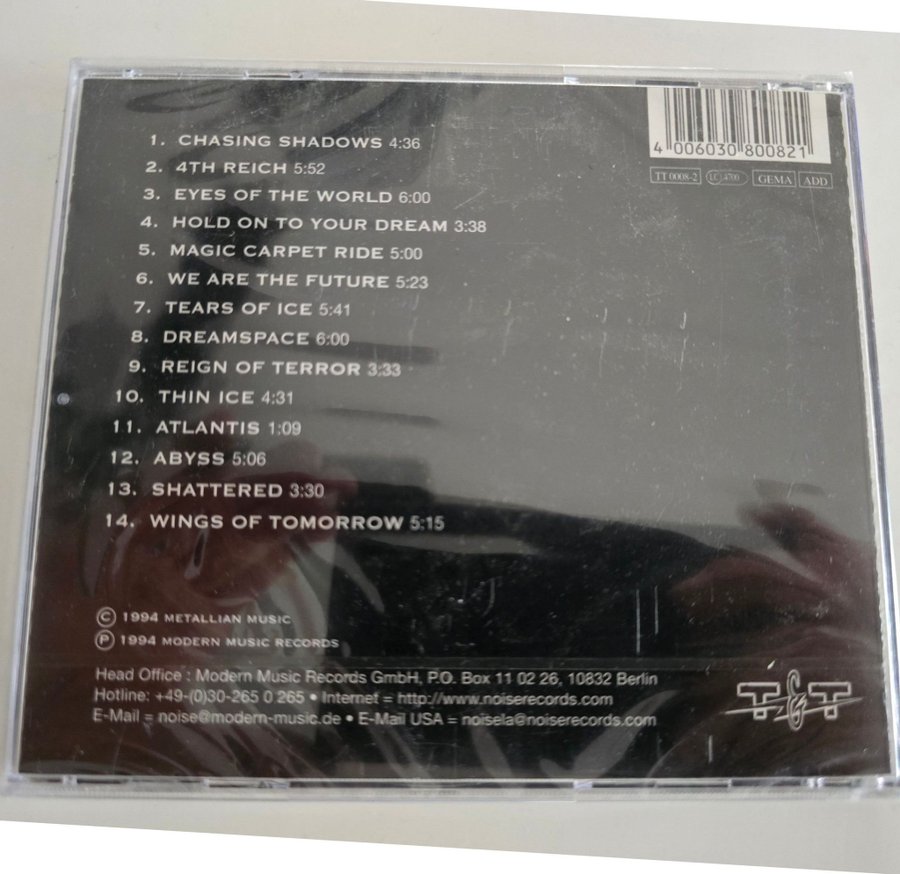 4 006030 800821
TT 0008-2 LC 4700 GEMA ADD
1. CHASING SHADOWS 4:36
2. 4TH REICH 5:52
3. EYES OF THE WORLD 6:00
4. HOLD ON TO YOUR DREAM 3:38
5. MAGIC CARPET RIDE 5:00
6. WE ARE THE FUTURE 5:23
7. TEARS OF ICE 5:41
8. DREAMSPACE 6:00
9. REIGN OF TERROR 3:33
10. THIN ICE 4:31
11. ATLANTIS 1:09
12. ABYSS 5:06
13. SHATTERED 3:30
14. WINGS OF TOMORROW 5:15
© 1994 METALLIAN MUSIC
℗ 1994 MODERN MUSIC RECORDS
Head Office : Modern Music Records GmbH, P.O. Box 11 02 26, 10832 Berlin
Hotline: +49-(0)30-265 0 265 • Internet = http://www.noiserecords.com
E-Mail = noise@modern-music.de • E-Mail USA = noisela@noiserecords.com
T&T